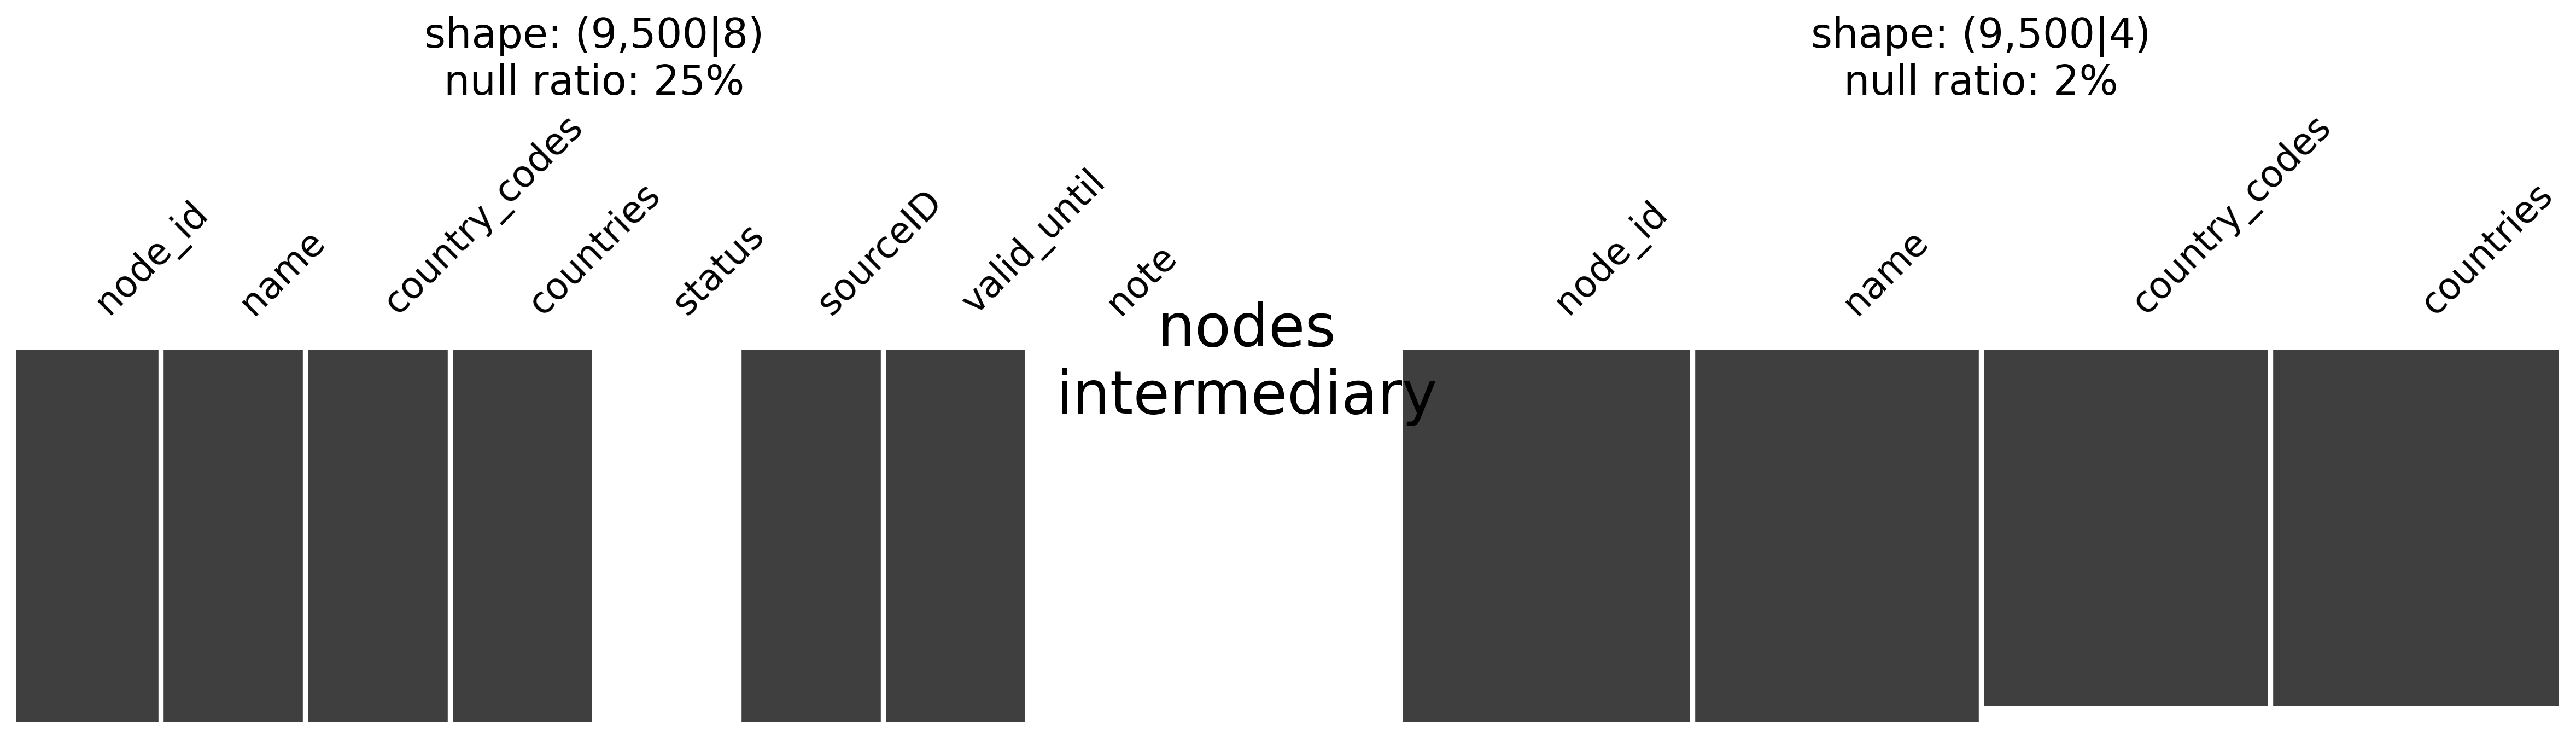 shape: (9,500|8)
null ratio: 25%
node_id
name
country_codes
countries
status
sourceID
valid_until
note
nodes
intermediary
shape: (9,500|4)
null ratio: 2%
node_id
name
country_codes
countries